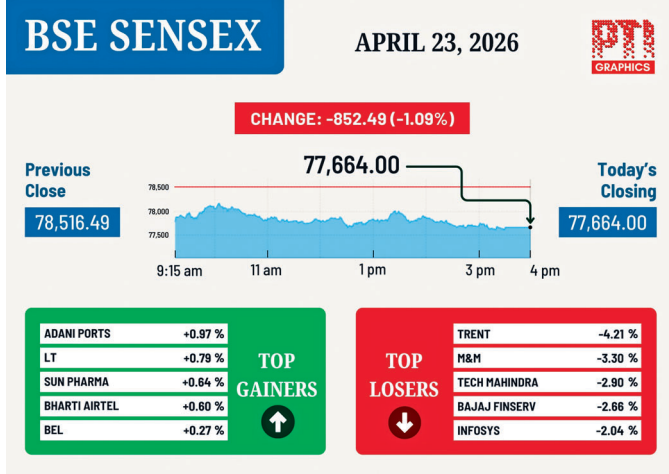 BSE SENSEX
APRIL 23, 2026
PTI
GRAPHICS
CHANGE: -852.49 (-1.09%)
Previous
Close
78,516.49
77,664.00
Today's
Closing
77,664.00
78,500
78,000
77,500
9:15 am 11 am 1 pm 3 pm 4 pm
ADANI PORTS +0.97 %
LT +0.79 %
SUN PHARMA +0.64 %
BHARTI AIRTEL +0.60 %
BEL +0.27 %
TOP
GAINERS
TOP
LOSERS
TRENT -4.21 %
M&M -3.30 %
TECH MAHINDRA -2.90 %
BAJAJ FINSERV -2.66 %
INFOSYS -2.04 %